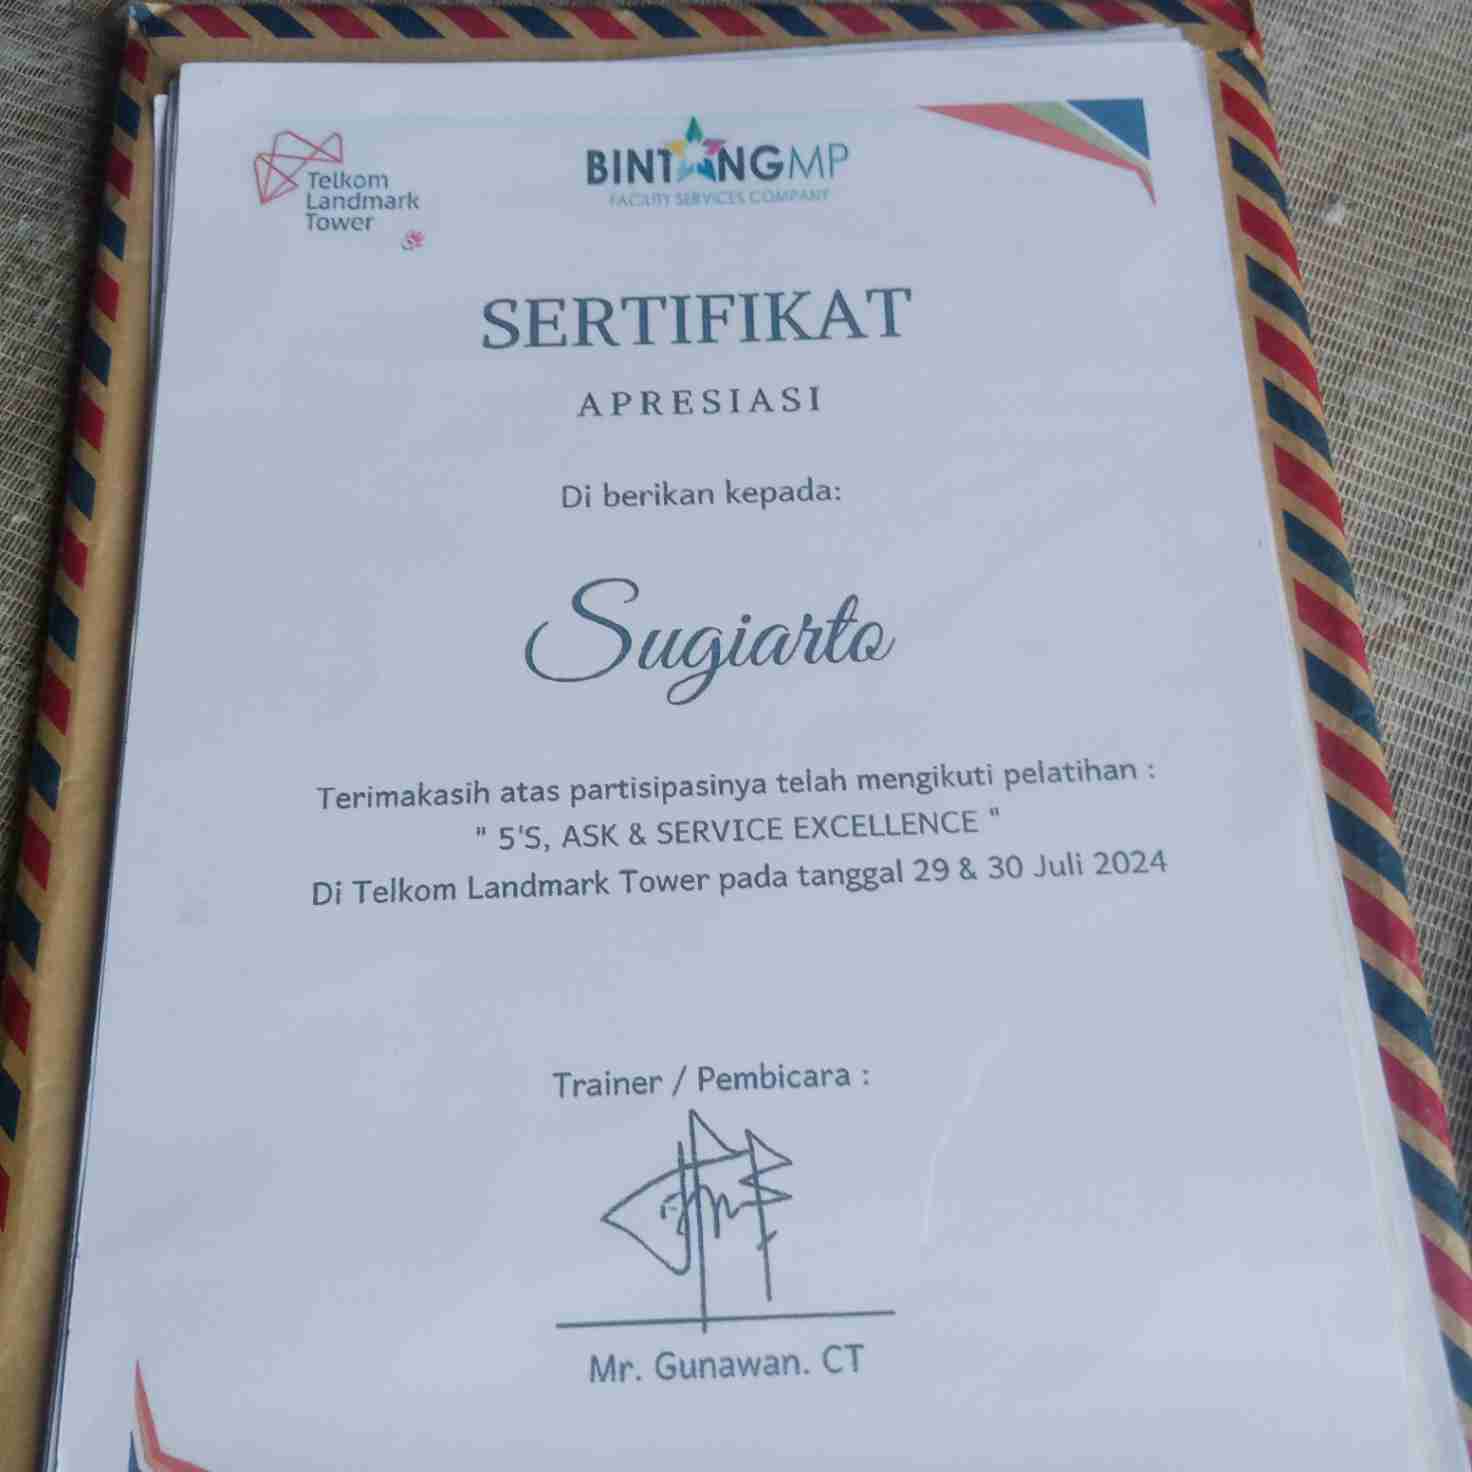 Telkom
Landmark
Tower
BINTANGMP
FACILITY SERVICES COMPANY
SERTIFIKAT
APRESIASI
Di berikan kepada:
Sugiarto
Terimakasih atas partisipasinya telah mengikuti pelatihan :
" 5'S, ASK & SERVICE EXCELLENCE "
Di Telkom Landmark Tower pada tanggal 29 & 30 Juli 2024
Trainer / Pembicara :
Mr. Gunawan. CT